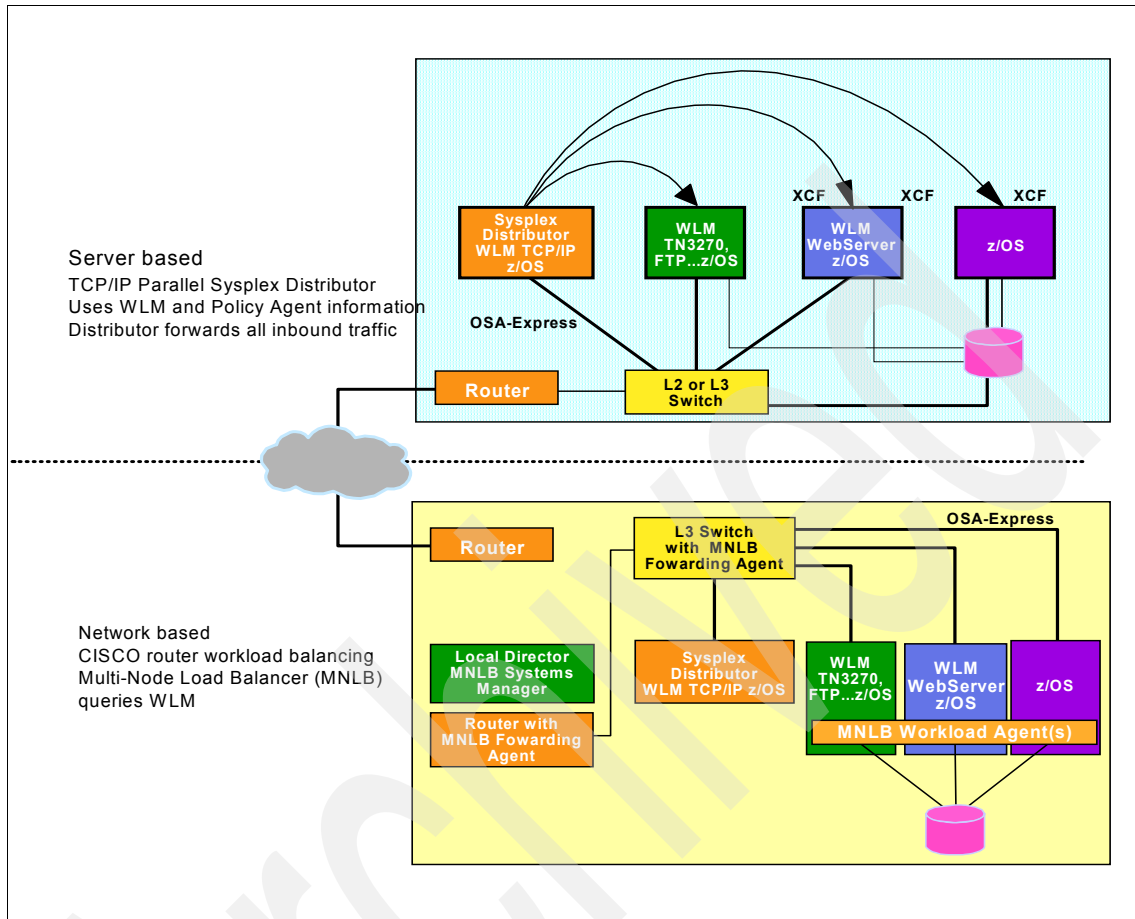 Server based
TCP/IP Parallel Sysplex Distributor
Uses WLM and Policy Agent information
Distributor forwards all inbound traffic
XCF
XCF
XCF
Sysplex
Distributor
WLM TCP/IP
z/OS
WLM
TN3270,
FTP...z/OS
WLM
WebServer
z/OS
z/OS
OSA-Express
Router
L2 or L3
Switch
Network based
CISCO router workload balancing
Multi-Node Load Balancer (MNLB)
queries WLM
Router
L3 Switch
with MNLB
Fowarding Agent
OSA-Express
Local Director
MNLB Systems
Manager
Router with
MNLB Fowarding
Agent
Sysplex
Distributor
WLM TCP/IP z/OS
WLM
TN3270,
FTP...z/OS
WLM
WebServer
z/OS
z/OS
MNLB Workload Agent(s)